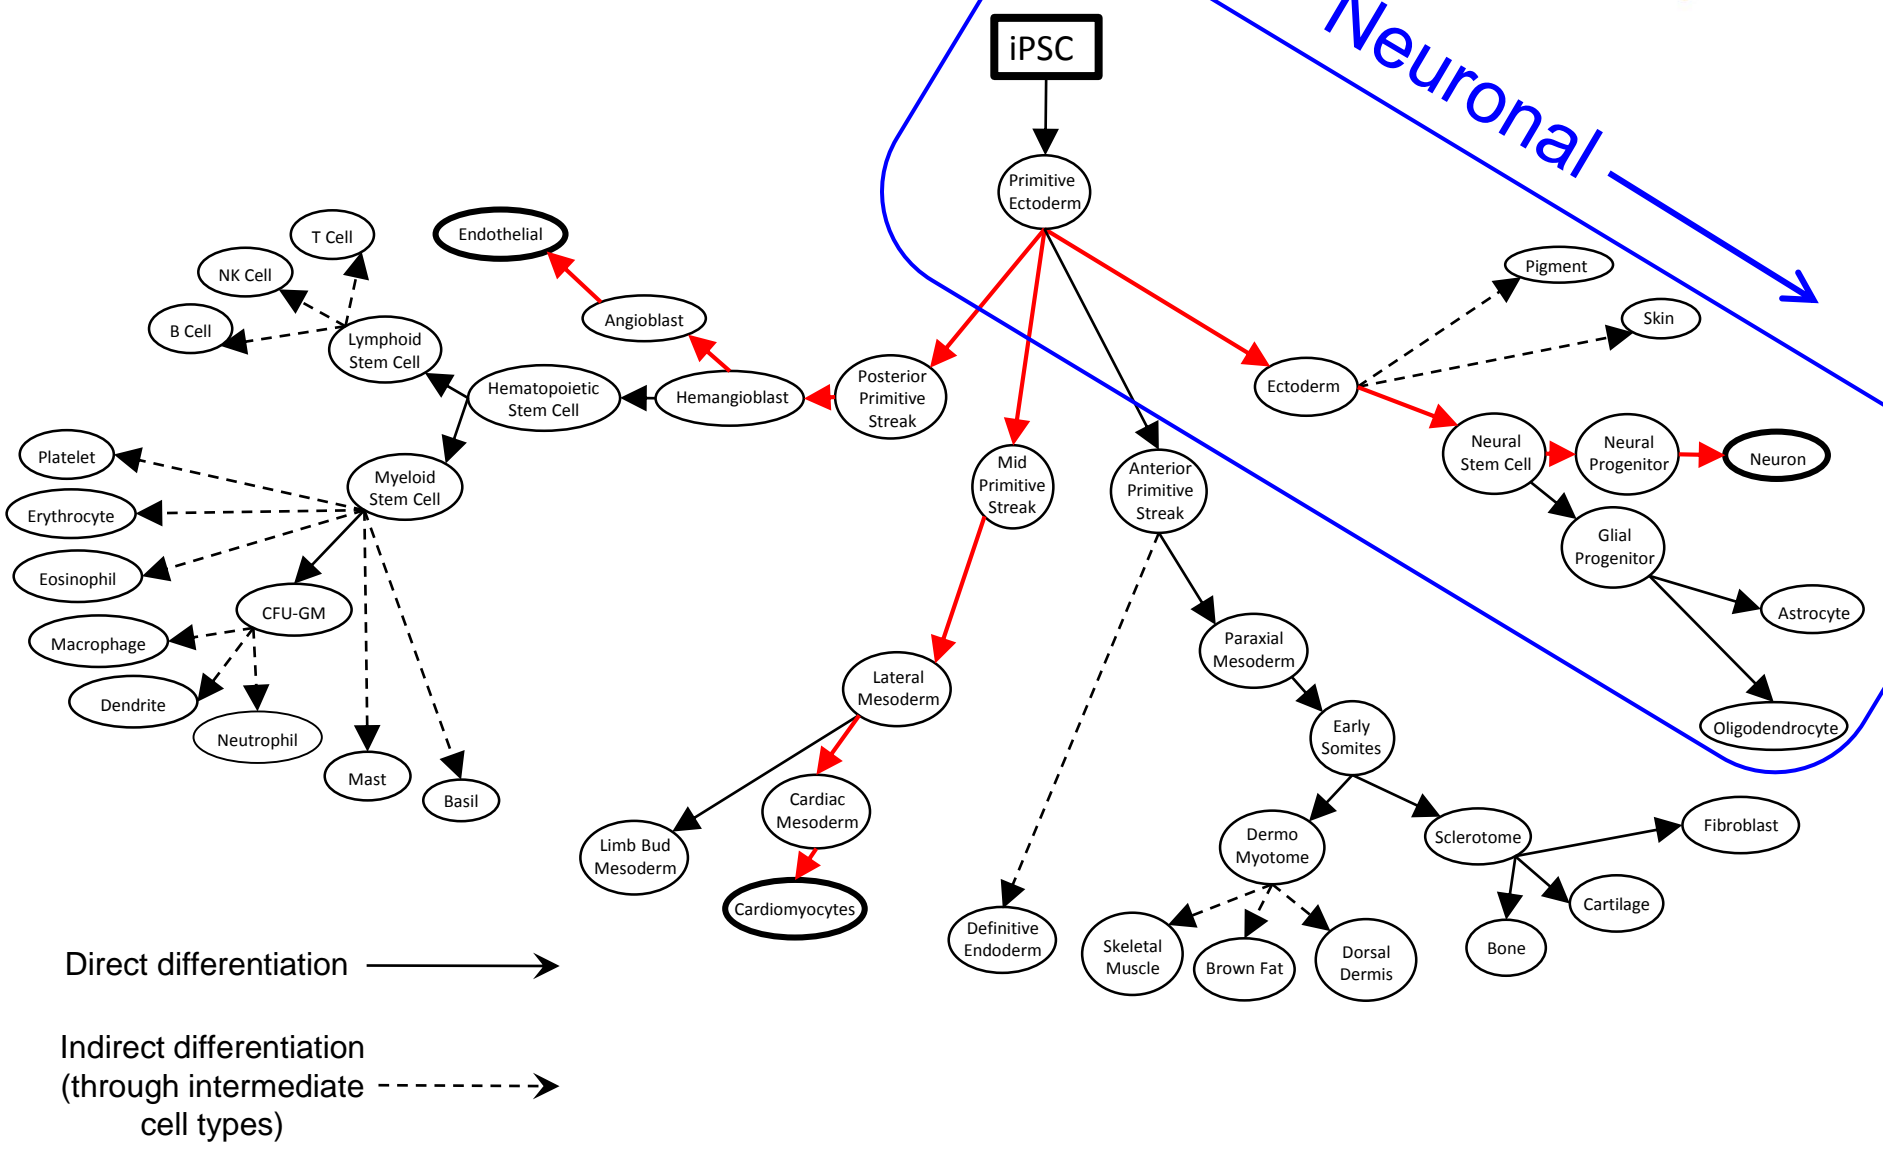 iPSC
Neuronal
Primitive
Ectoderm
T Cell
Endothelial
NK Cell
Pigment
B Cell
Angioblast
Skin
Lymphoid
Stem Cell
Hematopoietic
Stem Cell
Hemangioblast
Posterior
Primitive
Streak
Ectoderm
Platelet
Myeloid
Stem Cell
Mid
Primitive
Streak
Anterior
Primitive
Streak
Neural
Stem Cell
Neural
Progenitor
Neuron
Erythrocyte
Glial
Progenitor
Eosinophil
CFU-GM
Astrocyte
Macrophage
Paraxial
Mesoderm
Dendrite
Lateral
Mesoderm
Neutrophil
Early
Somites
Oligodendrocyte
Mast
Basil
Cardiac
Mesoderm
Limb Bud
Mesoderm
Dermo
Myotome
Sclerotome
Fibroblast
Cardiomyocytes
Cartilage
Definitive
Endoderm
Skeletal
Muscle
Brown Fat
Dorsal
Dermis
Bone
Direct differentiation
Indirect differentiation
(through intermediate
cell types)